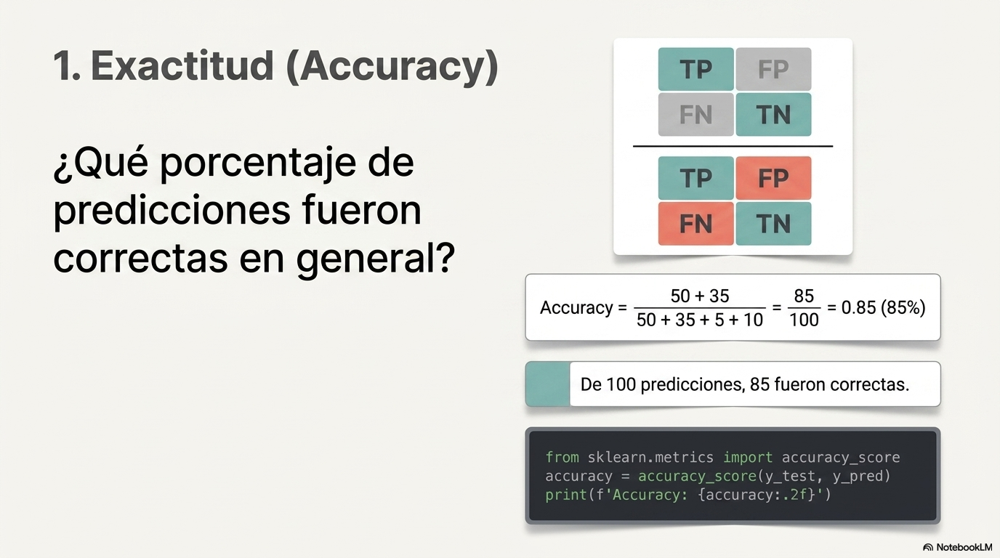 1. Exactitud (Accuracy)
¿Qué porcentaje de
predicciones fueron
correctas en general?
TP FP
FN TN
TP FP
FN TN
Accuracy = 50 + 35 / 50 + 35 + 5 + 10 = 85 / 100 = 0.85 (85%)
De 100 predicciones, 85 fueron correctas.
from sklearn.metrics import accuracy_score
accuracy = accuracy_score(y_test, y_pred)
print(f'Accuracy: {accuracy:.2f}')
NotebookLM